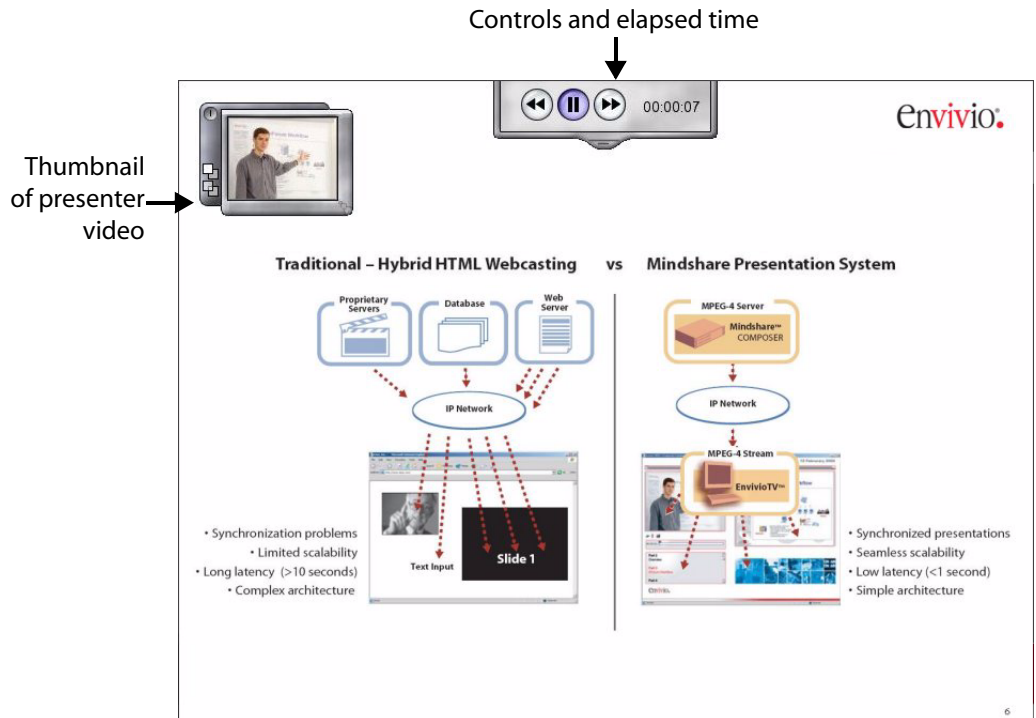 Controls and elapsed time
00:00:07
envivio.
Thumbnail
of presenter
video
Traditional – Hybrid HTML Webcasting vs Mindshare Presentation System
Proprietary
Servers
Database
Web
Server
IP Network
Text Input
Slide 1
• Synchronization problems
• Limited scalability
• Long latency (>10 seconds)
• Complex architecture
MPEG-4 Server
Mindshare™
COMPOSER
IP Network
MPEG-4 Stream
EnvivioTV™
envivio.
• Synchronized presentations
• Seamless scalability
• Low latency (<1 second)
• Simple architecture
6